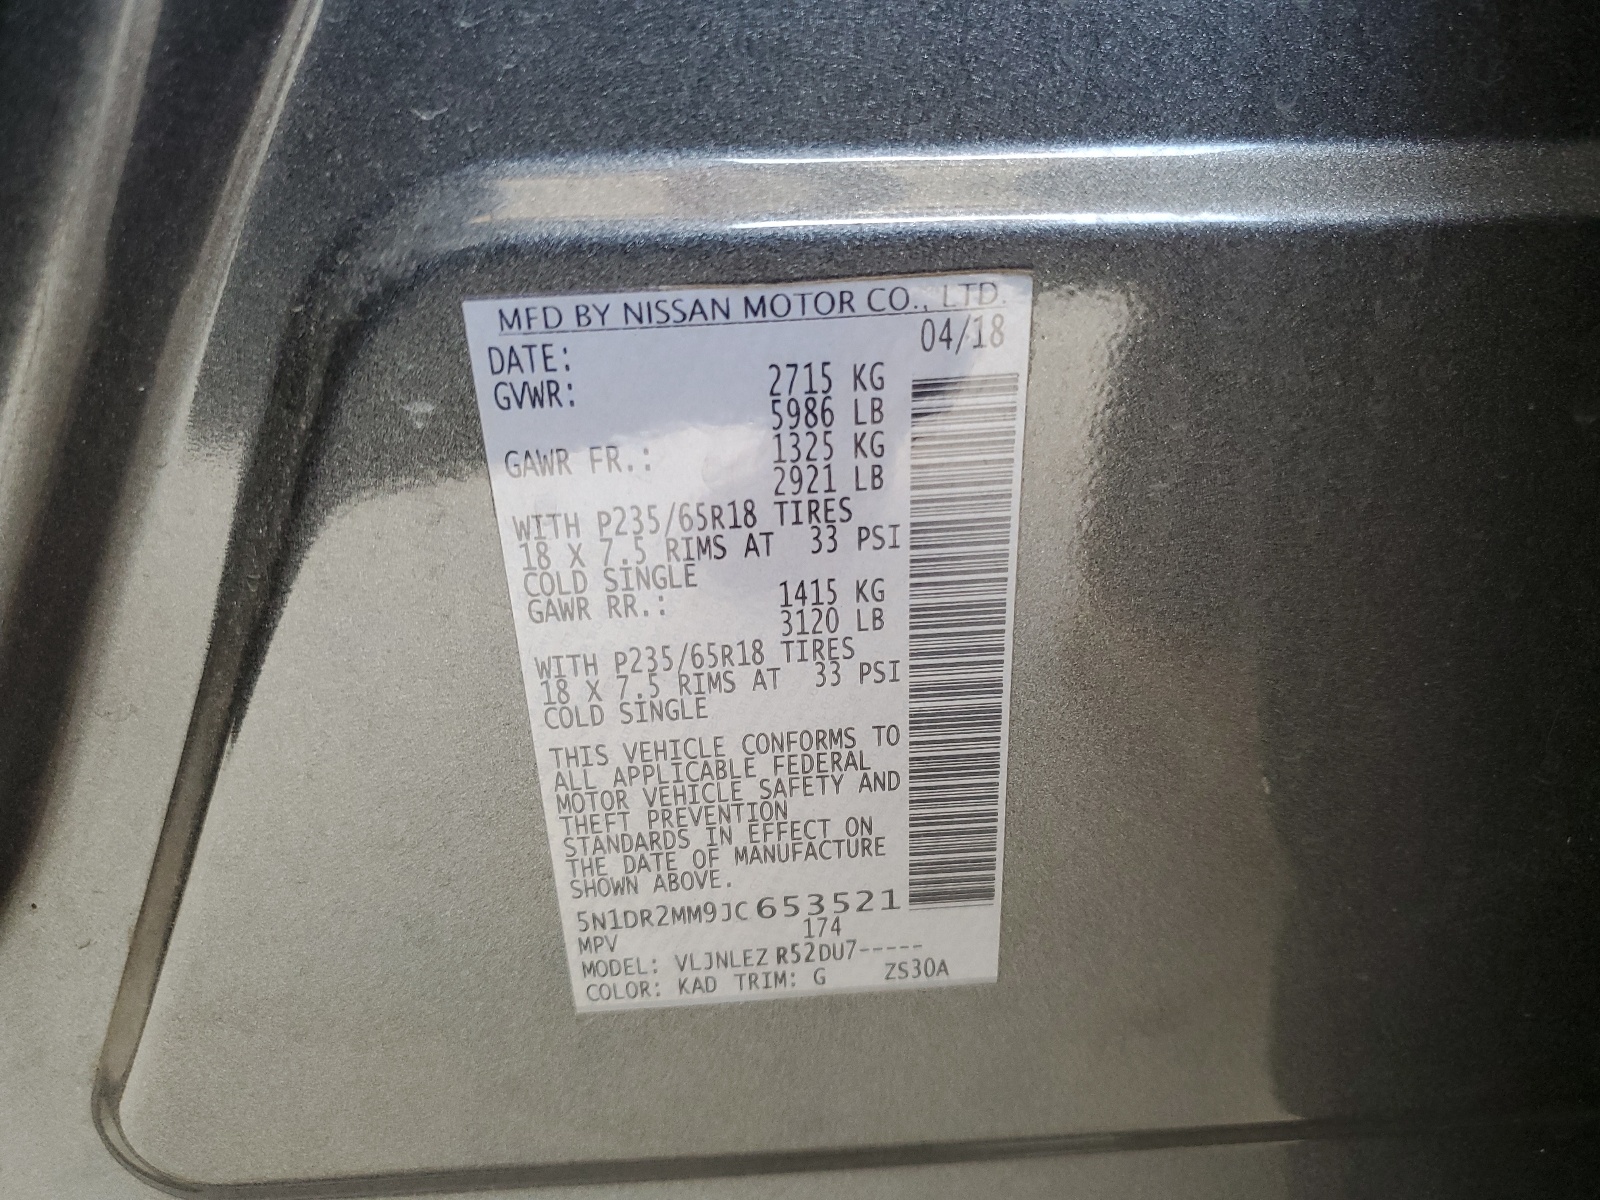 MFD BY NISSAN MOTOR CO., LTD.
DATE: 04/18
GVWR: 2715 KG
5986 LB
GAWR FR.: 1325 KG
2921 LB
WITH P235/65R18 TIRES
18 X 7.5 RIMS AT 33 PSI
COLD SINGLE
GAWR RR.: 1415 KG
3120 LB
WITH P235/65R18 TIRES
18 X 7.5 RIMS AT 33 PSI
COLD SINGLE
THIS VEHICLE CONFORMS TO
ALL APPLICABLE FEDERAL
MOTOR VEHICLE SAFETY AND
THEFT PREVENTION
STANDARDS IN EFFECT ON
THE DATE OF MANUFACTURE
SHOWN ABOVE.
5N1DR2MM9JC653521
MPV 174
MODEL: VLJNLEZ R52DU7-----
COLOR: KAD TRIM: G ZS30A